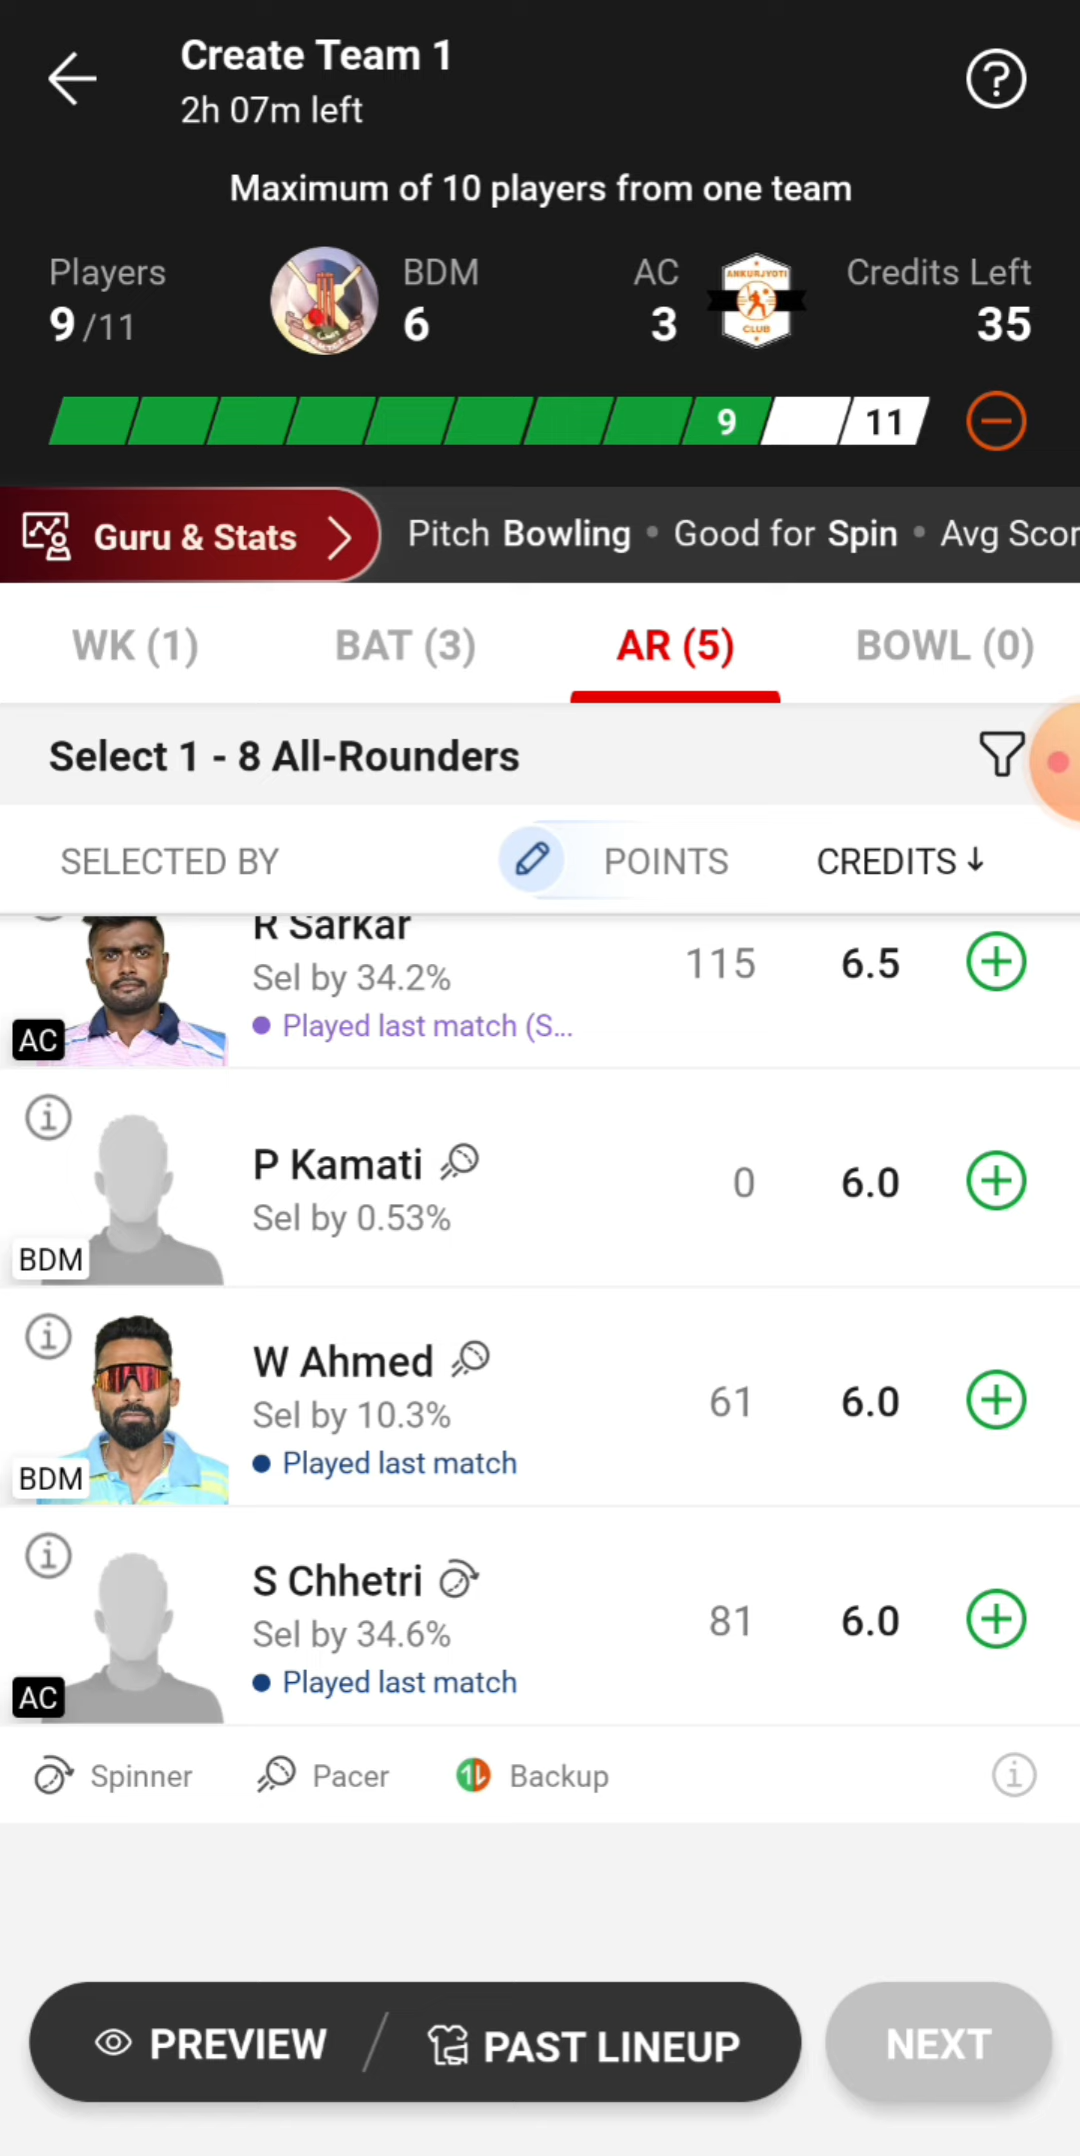 Create Team 1
2h 07m left
Maximum of 10 players from one team
Players
9/11
BDM
6
AC
3
ANKURJYOTI
CLUB
Credits Left
35
9
11
Guru & Stats
Pitch Bowling • Good for Spin • Avg Scor
WK (1)
BAT (3)
AR (5)
BOWL (0)
Select 1 - 8 All-Rounders
SELECTED BY
POINTS
CREDITS ↓
R Sarkar
Sel by 34.2%
Played last match (S...
115
6.5
AC
P Kamati
Sel by 0.53%
0
6.0
BDM
W Ahmed
Sel by 10.3%
Played last match
61
6.0
BDM
S Chhetri
Sel by 34.6%
Played last match
81
6.0
AC
Spinner
Pacer
Backup
PREVIEW
PAST LINEUP
NEXT